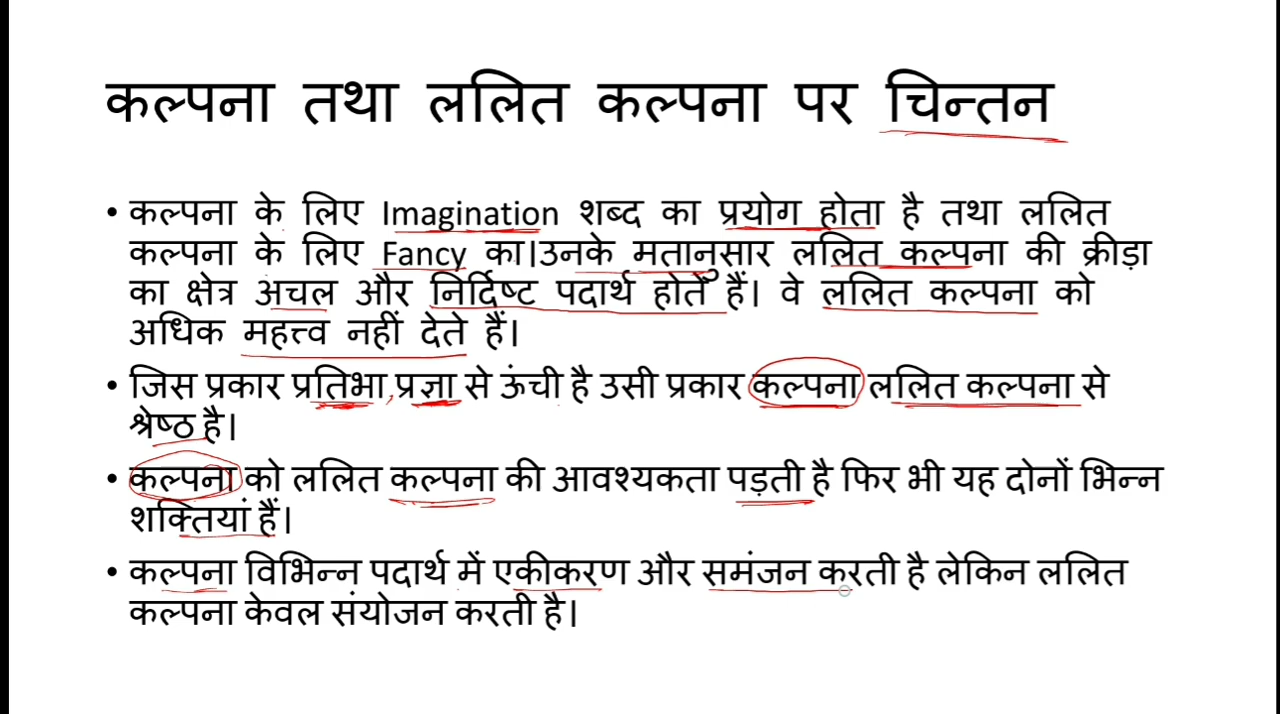 कल्पना तथा ललित कल्पना पर चिन्तन
• कल्पना के लिए Imagination शब्द का प्रयोग होता है तथा ललित
कल्पना के लिए Fancy का।उनके मतानुसार ललित कल्पना की क्रीड़ा
का क्षेत्र अचल और निर्दिष्ट पदार्थ होते हैं। वे ललित कल्पना को
अधिक महत्त्व नहीं देते हैं।
• जिस प्रकार प्रतिभा,प्रज्ञा से ऊंची है उसी प्रकार कल्पना ललित कल्पना से
श्रेष्ठ है।
• कल्पना को ललित कल्पना की आवश्यकता पड़ती है फिर भी यह दोनों भिन्न
शक्तियां हैं।
• कल्पना विभिन्न पदार्थ में एकीकरण और समंजन करती है लेकिन ललित
कल्पना केवल संयोजन करती है।